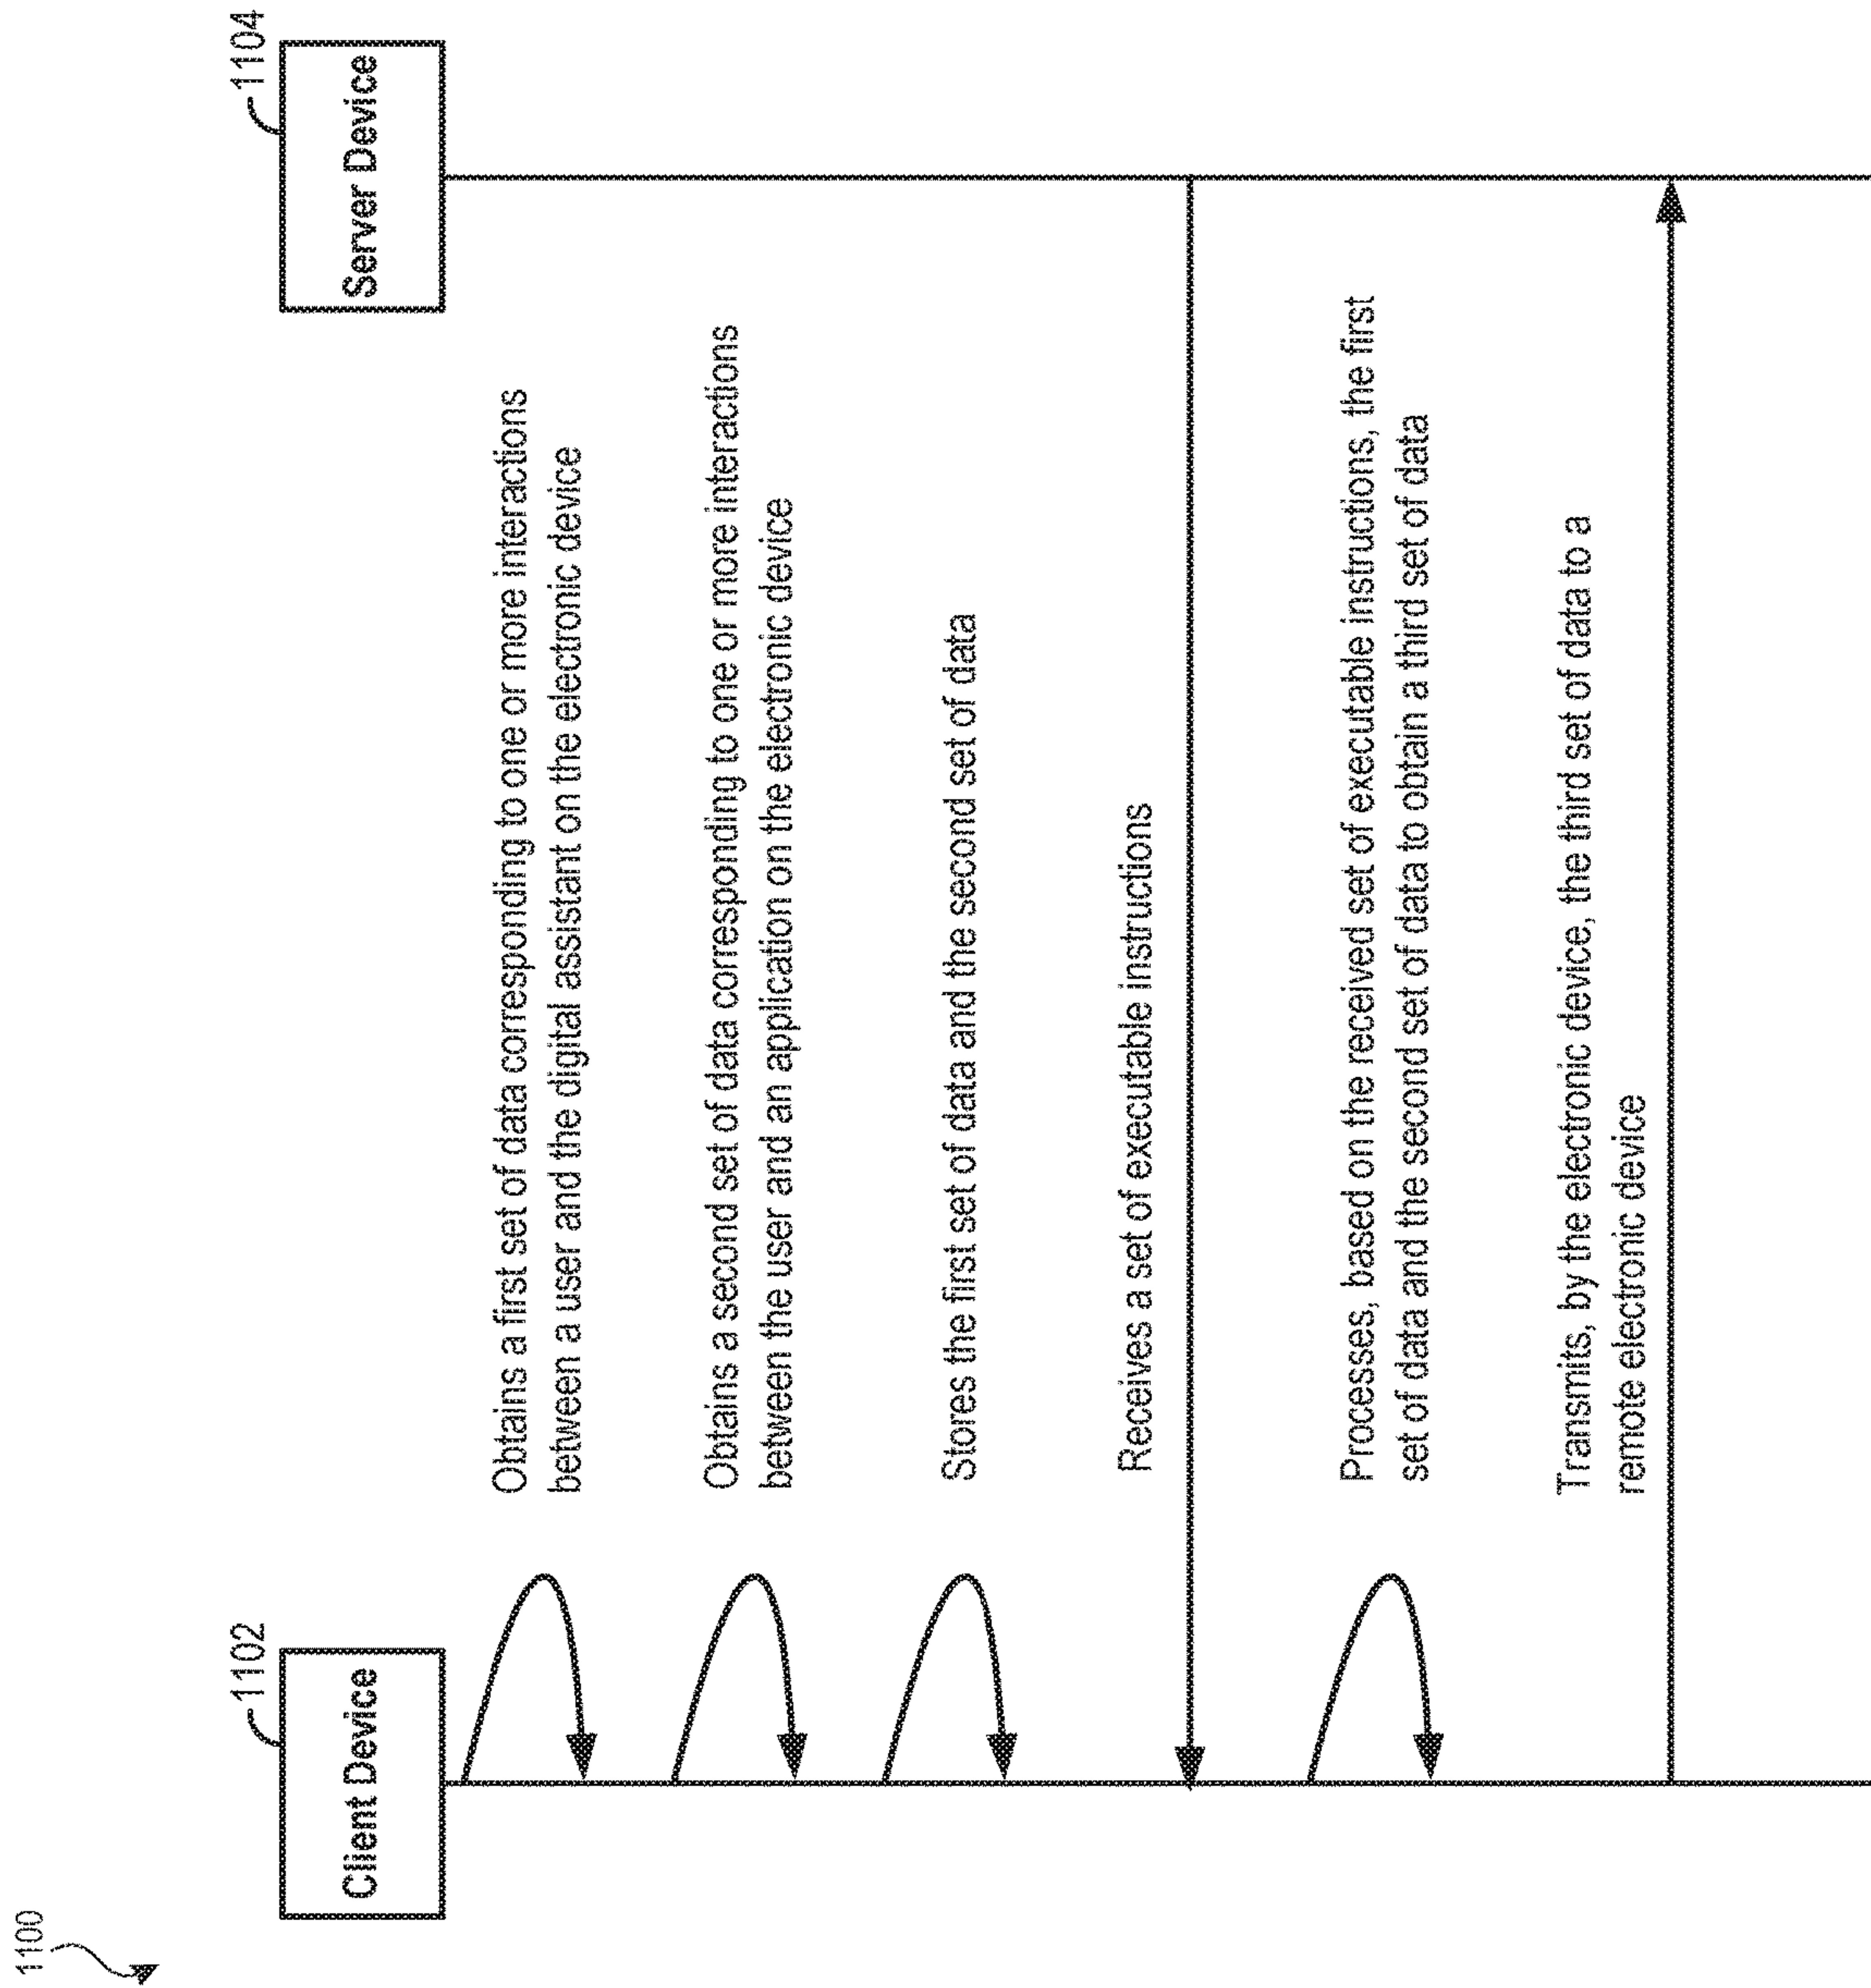 1100
1102
1104
Client Device
Server Device
Obtains a first set of data corresponding to one or more interactions
between a user and the digital assistant on the electronic device
Obtains a second set of data corresponding to one or more interactions
between the user and an application on the electronic device
Stores the first set of data and the second set of data
Receives a set of executable instructions
Processes, based on the received set of executable instructions, the first
set of data and the second set of data to obtain a third set of data
Transmits, by the electronic device, the third set of data to a
remote electronic device